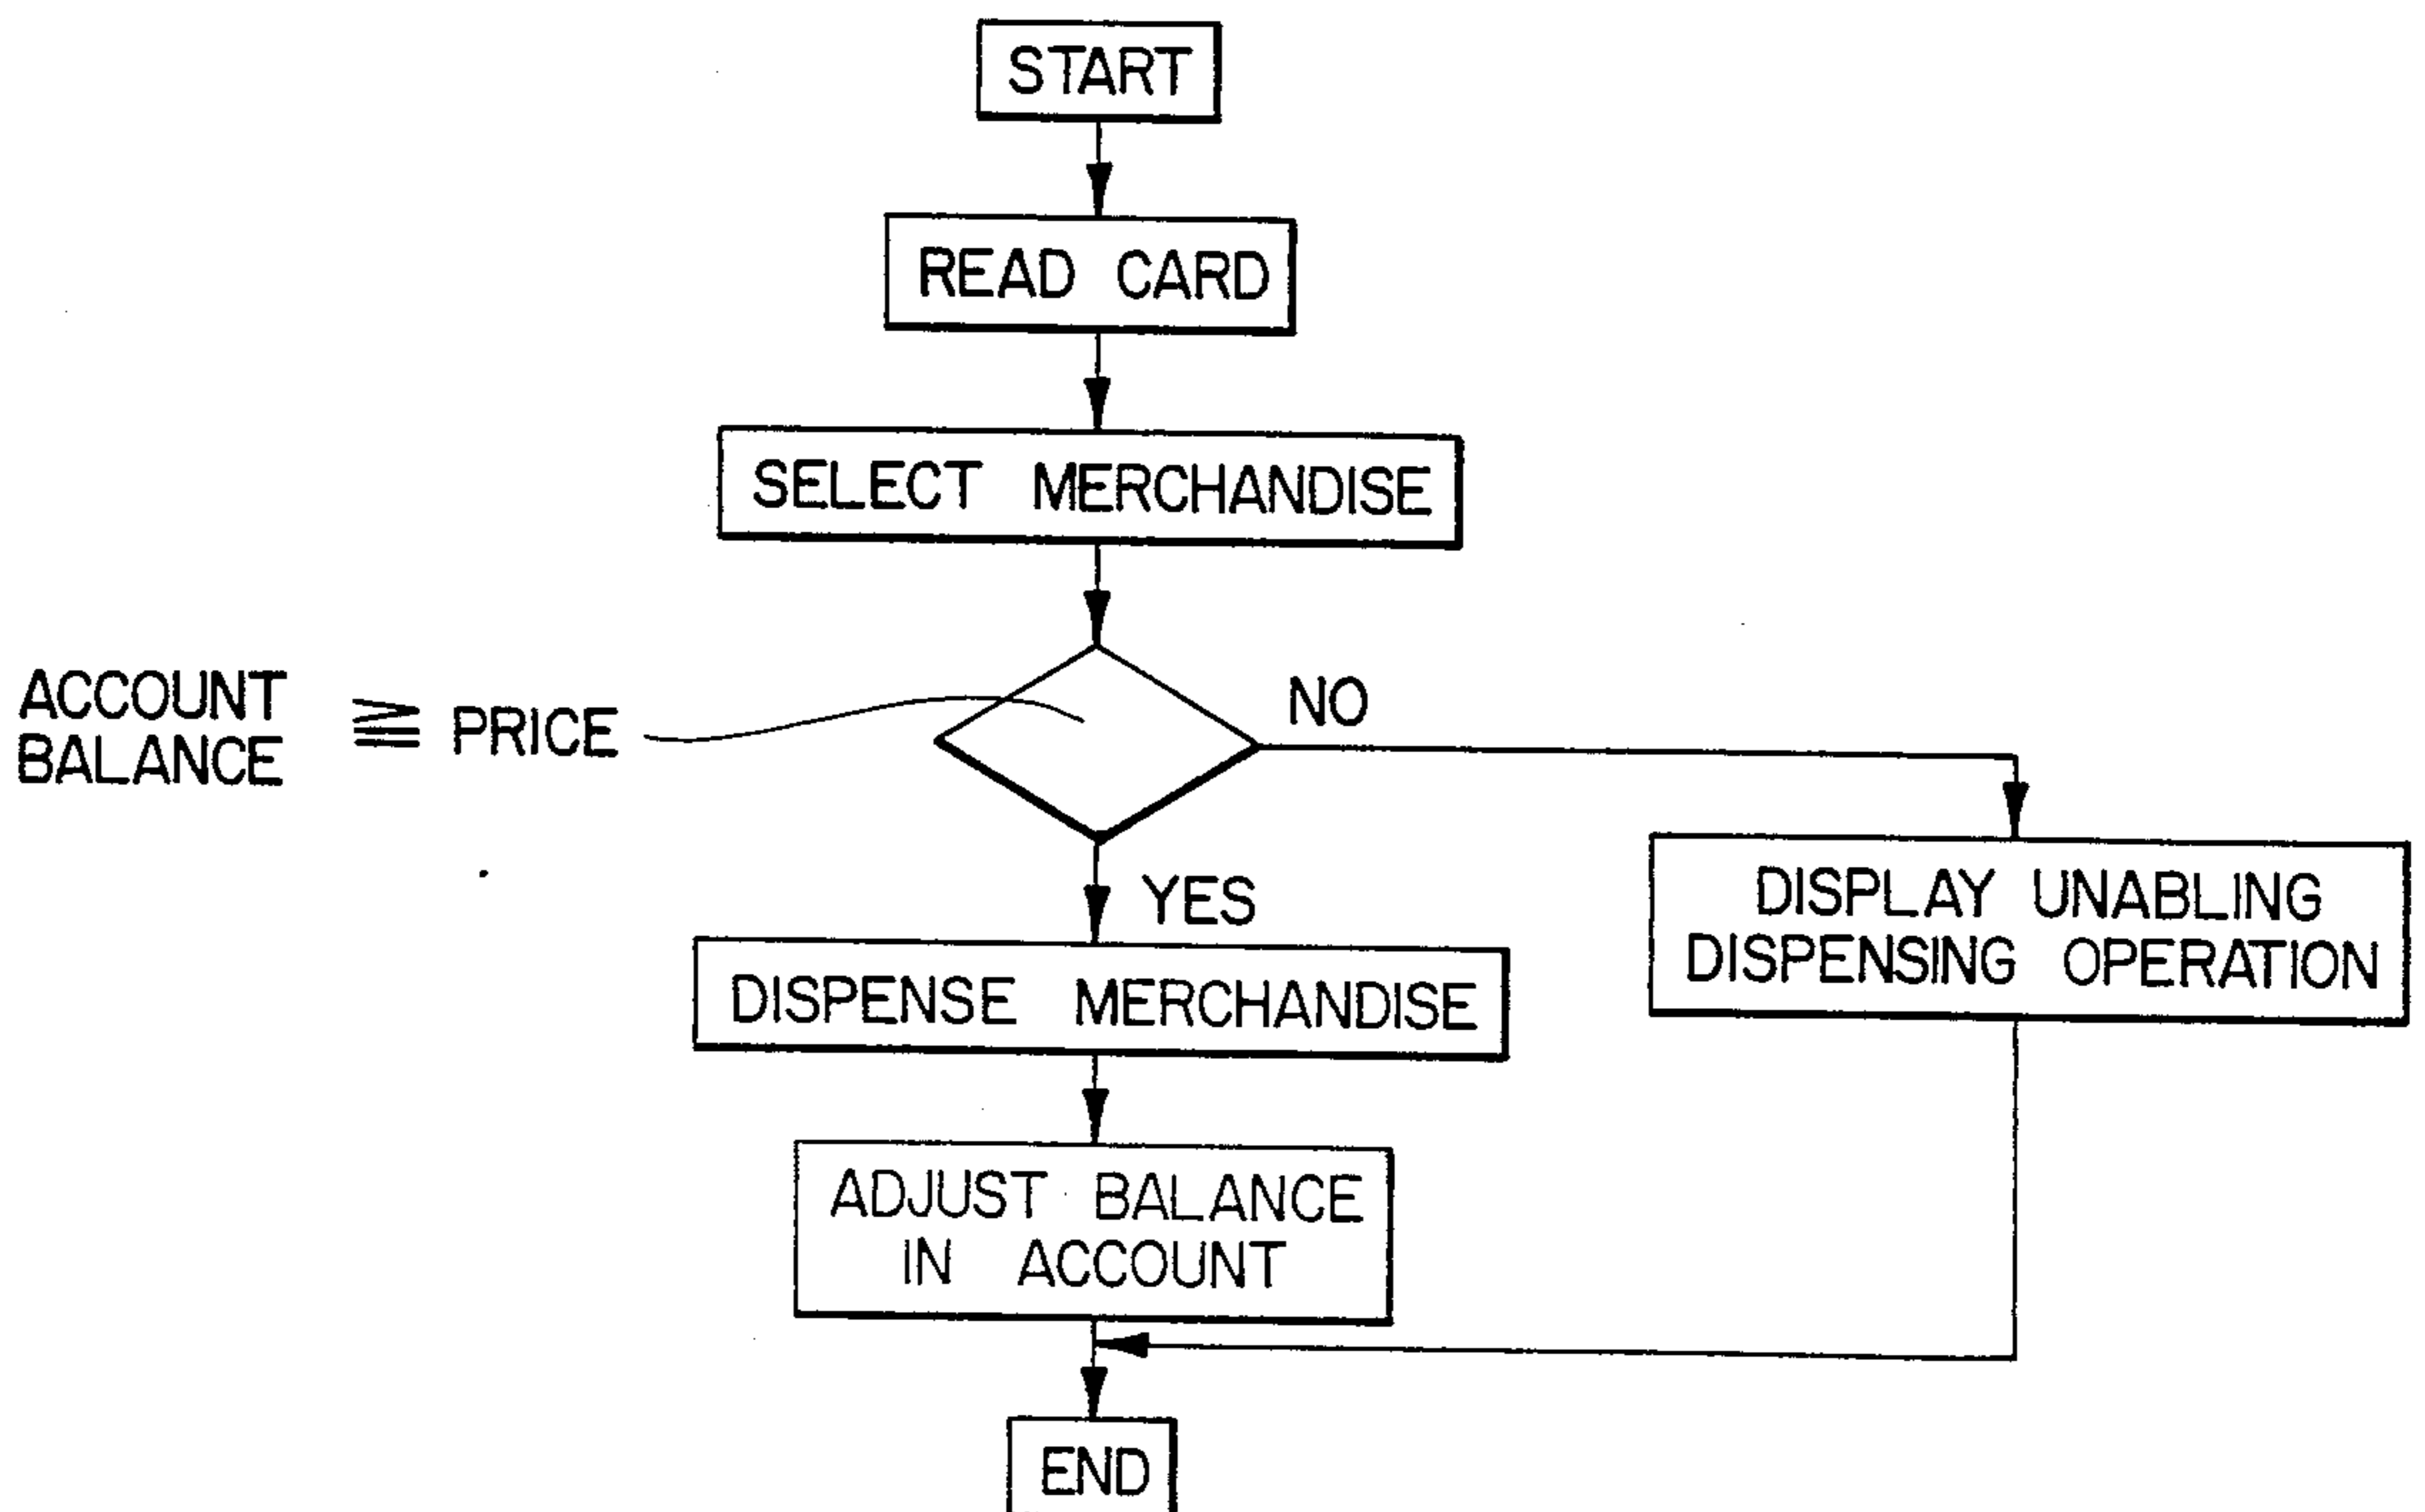 START
READ CARD
SELECT MERCHANDISE
ACCOUNT
BALANCE
≧ PRICE
NO
YES
DISPLAY UNABLING
DISPENSING OPERATION
DISPENSE MERCHANDISE
ADJUST BALANCE
IN ACCOUNT
END